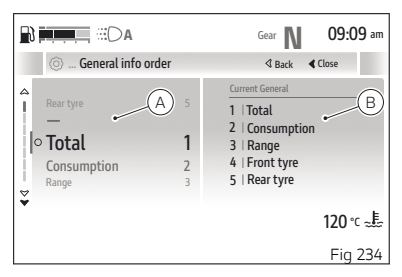 A Gear N 09:09 am
... General info order Back Close
Rear tyre 5
—
Total 1
Consumption 2
Range 3
A
Current General
B
1 | Total
2 | Consumption
3 | Range
4 | Front tyre
5 | Rear tyre
120 °C
Fig 234